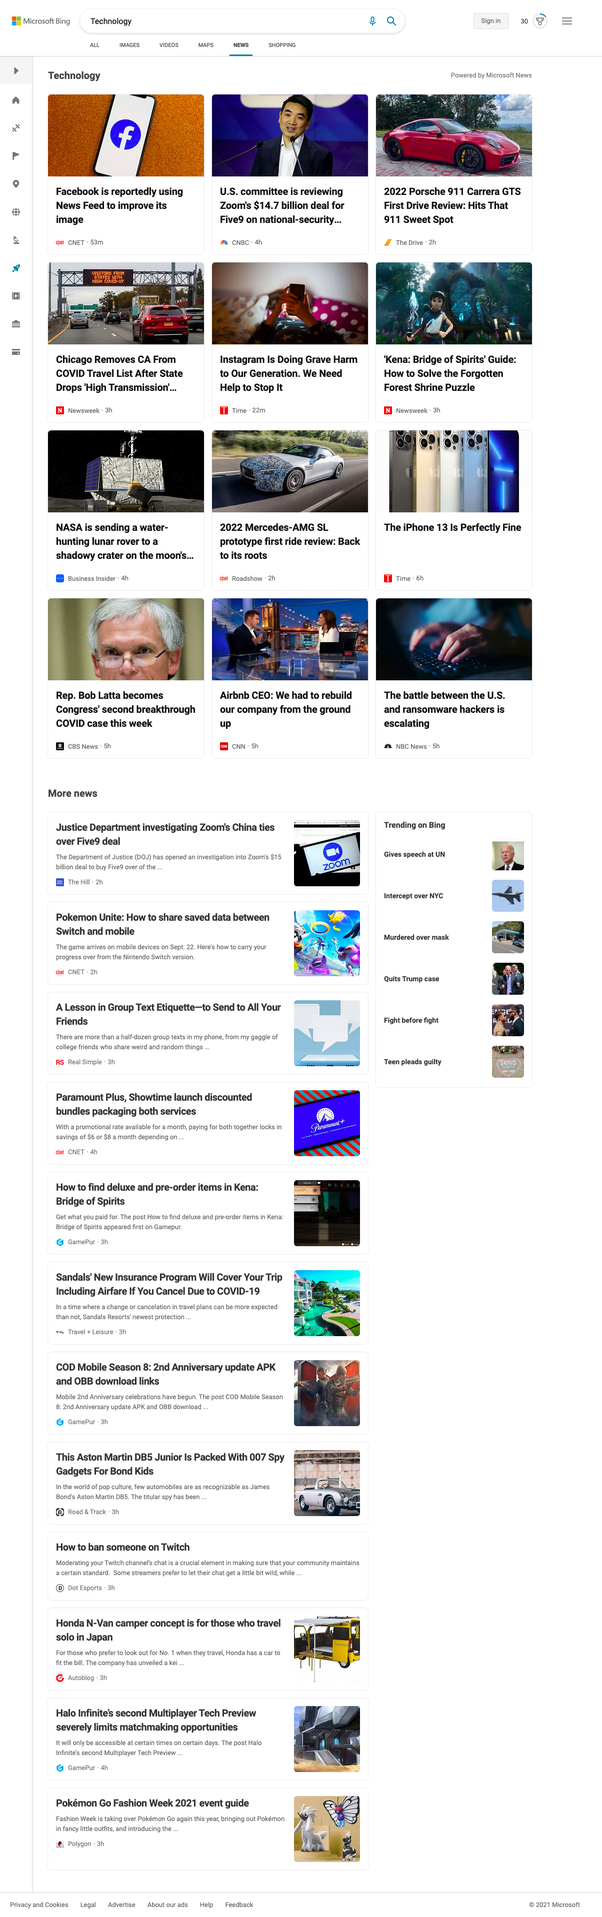 Microsoft Bing
Technology
Sign in
30
ALL
IMAGES
VIDEOS
MAPS
NEWS
SHOPPING
Technology
Powered by Microsoft News
Facebook is reportedly using
News Feed to improve its
image
CNET · 53m
U.S. committee is reviewing
Zoom's $14.7 billion deal for
Five9 on national-security...
CNBC · 4h
2022 Porsche 911 Carrera GTS
First Drive Review: Hits That
911 Sweet Spot
The Drive · 2h
VISITORS FROM
STATES WITH
HIGH COVID-19
Chicago Removes CA From
COVID Travel List After State
Drops 'High Transmission'...
Newsweek · 3h
Instagram Is Doing Grave Harm
to Our Generation. We Need
Help to Stop It
Time · 22m
'Kena: Bridge of Spirits' Guide:
How to Solve the Forgotten
Forest Shrine Puzzle
Newsweek · 3h
NASA is sending a water-
hunting lunar rover to a
shadowy crater on the moon's...
Business Insider · 4h
2022 Mercedes-AMG SL
prototype first ride review: Back
to its roots
Roadshow · 2h
The iPhone 13 Is Perfectly Fine
Time · 6h
Rep. Bob Latta becomes
Congress' second breakthrough
COVID case this week
CBS News · 5h
Airbnb CEO: We had to rebuild
our company from the ground
up
CNN · 5h
The battle between the U.S.
and ransomware hackers is
escalating
NBC News · 5h
More news
Justice Department investigating Zoom's China ties
over Five9 deal
The Department of Justice (DOJ) has opened an investigation into Zoom's $15
billion deal to buy Five9 over of the ...
The Hill · 2h
zoom
Pokemon Unite: How to share saved data between
Switch and mobile
The game arrives on mobile devices on Sept. 22. Here's how to carry your
progress over from the Nintendo Switch version.
CNET · 2h
A Lesson in Group Text Etiquette—to Send to All Your
Friends
There are more than a half-dozen group texts in my phone, from my gaggle of
college friends who share weird and random things ...
RS Real Simple · 3h
Paramount Plus, Showtime launch discounted
bundles packaging both services
With a promotional rate available for a month, paying for both together locks in
savings of $6 or $8 a month depending on ...
CNET · 4h
Paramount+
How to find deluxe and pre-order items in Kena:
Bridge of Spirits
Get what you paid for. The post How to find deluxe and pre-order items in Kena:
Bridge of Spirits appeared first on Gamepur.
GamePur · 3h
Sandals' New Insurance Program Will Cover Your Trip
Including Airfare If You Cancel Due to COVID-19
In a time where a change or cancelation in travel plans can be more expected
than not, Sandals Resorts' newest protection ...
Travel + Leisure · 3h
COD Mobile Season 8: 2nd Anniversary update APK
and OBB download links
Mobile 2nd Anniversary celebrations have begun. The post COD Mobile Season
8: 2nd Anniversary update APK and OBB download ...
GamePur · 3h
This Aston Martin DB5 Junior Is Packed With 007 Spy
Gadgets For Bond Kids
In the world of pop culture, few automobiles are as recognizable as James
Bond's Aston Martin DB5. The titular spy has been ...
Road & Track · 3h
How to ban someone on Twitch
Moderating your Twitch channel's chat is a crucial element in making sure that your community maintains
a certain standard. Some streamers prefer to let their chat get a little bit wild, while ...
Dot Esports · 3h
Honda N-Van camper concept is for those who travel
solo in Japan
For those who prefer to look out for No. 1 when they travel, Honda has a car to
fit the bill. The company has unveiled a kei ...
Autoblog · 3h
Halo Infinite's second Multiplayer Tech Preview
severely limits matchmaking opportunities
It will only be accessible at certain times on certain days. The post Halo
Infinite's second Multiplayer Tech Preview ...
GamePur · 4h
Pokémon Go Fashion Week 2021 event guide
Fashion Week is taking over Pokémon Go again this year, bringing out Pokémon
in fancy little outfits, and introducing the ...
Polygon · 3h
Trending on Bing
Gives speech at UN
Intercept over NYC
Murdered over mask
Quits Trump case
Fight before fight
Teen pleads guilty
Privacy and Cookies
Legal
Advertise
About our ads
Help
Feedback
© 2021 Microsoft